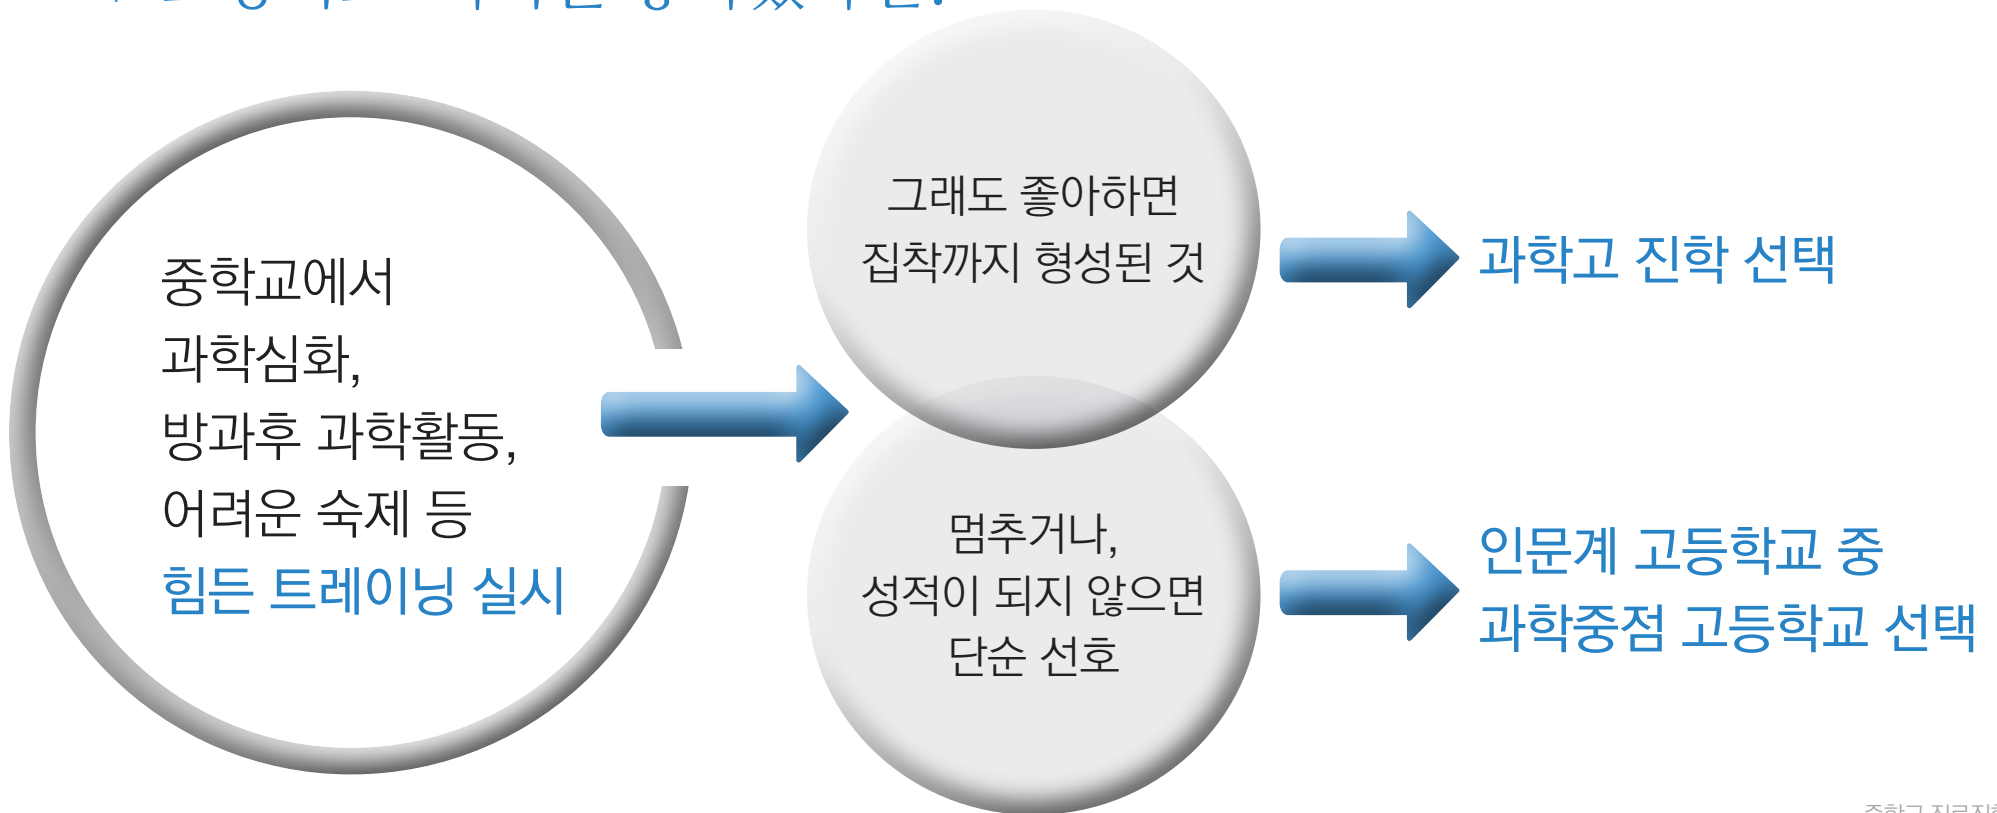 중학교에서
과학심화,
방과후 과학활동,
어려운 숙제 등
힘든 트레이닝 실시
그래도 좋아하면
집착까지 형성된 것
멈추거나,
성적이 되지 않으면
단순 선호
과학고 진학 선택
인문계 고등학교 중
과학중점 고등학교 선택